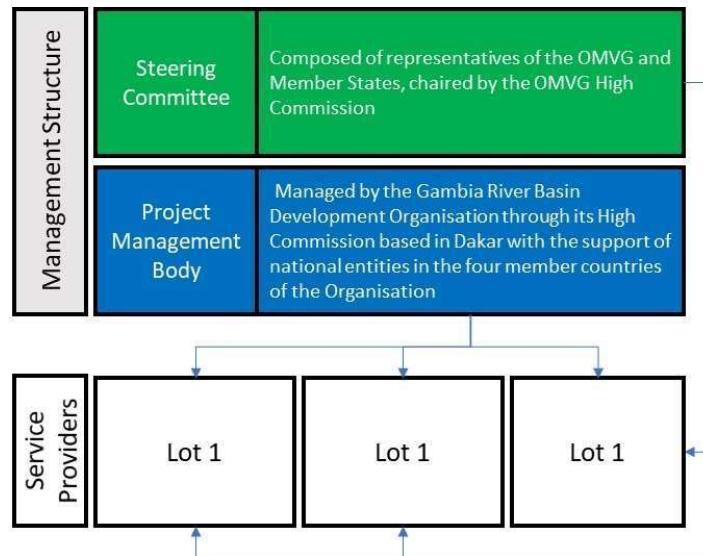 Management Structure
Steering
Committee
Composed of representatives of the OMVG and
Member States, chaired by the OMVG High
Commission
Project
Management
Body
Managed by the Gambia River Basin
Development Organisation through its High
Commission based in Dakar with the support of
national entities in the four member countries
of the Organisation
Service
Providers
Lot 1
Lot 1
Lot 1